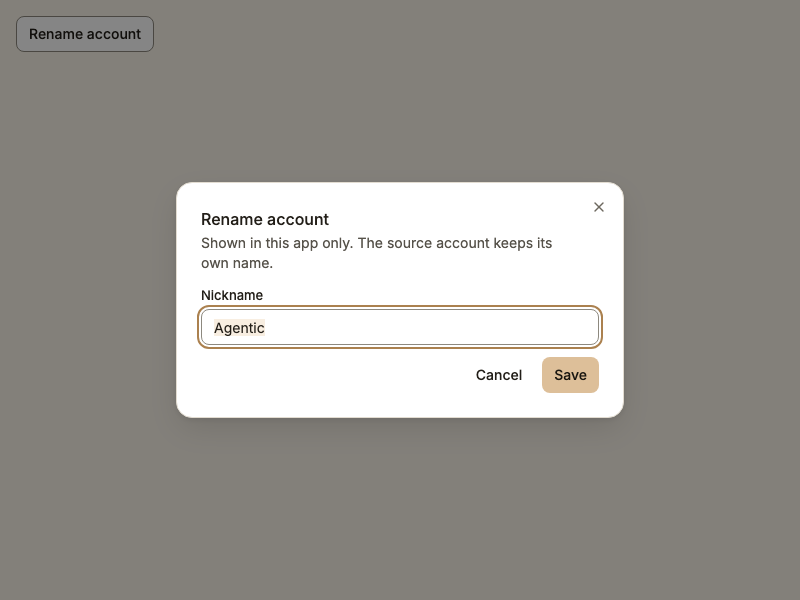 Rename account
Rename account
Shown in this app only. The source account keeps its
own name.
Nickname
Agentic
Cancel
Save